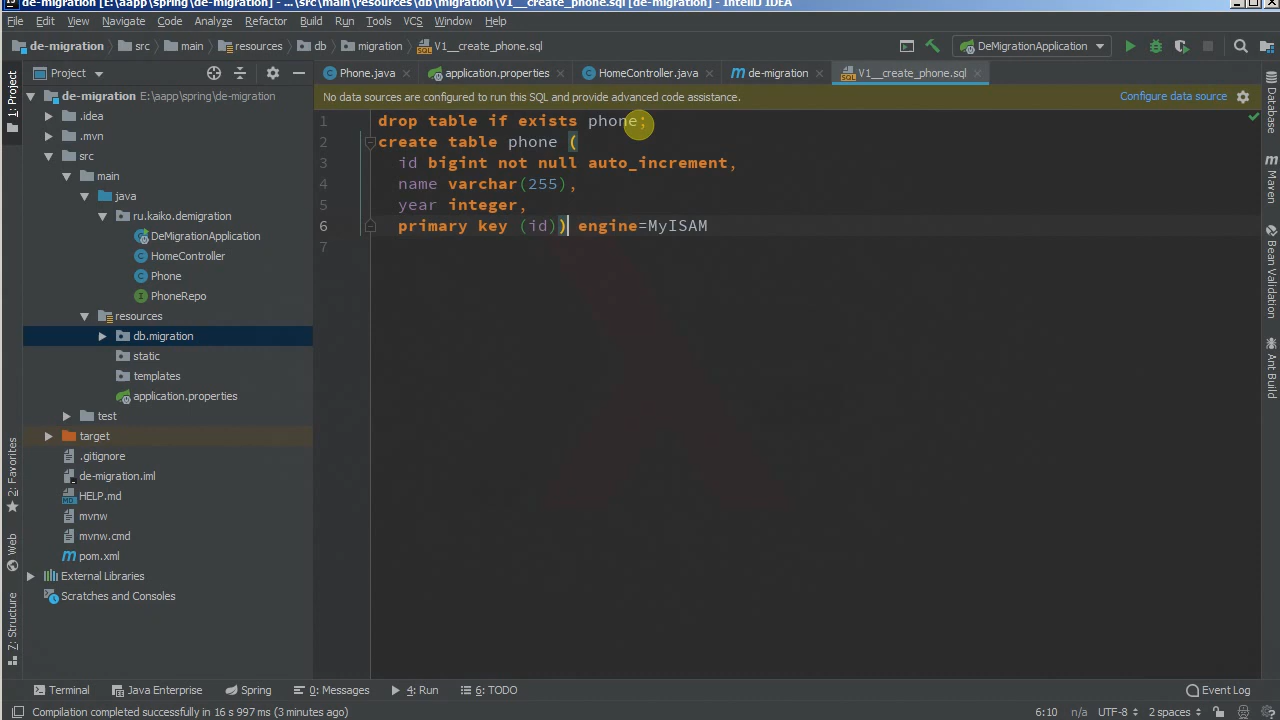 de-migration [E:\aapp\spring\de-migration] - ...\src\main\resources\db\migration\V1__create_phone.sql [de-migration] - IntelliJ IDEA
File Edit View Navigate Code Analyze Refactor Build Run Tools VCS Window Help
de-migration src main resources db migration V1__create_phone.sql DeMigrationApplication
Project
Phone.java application.properties HomeController.java de-migration V1__create_phone.sql
de-migration E:\aapp\spring\de-migration
.idea
.mvn
src
main
java
ru.kaiko.demigration
DeMigrationApplication
HomeController
Phone
PhoneRepo
resources
db.migration
static
templates
application.properties
test
target
.gitignore
de-migration.iml
HELP.md
mvnw
mvnw.cmd
pom.xml
External Libraries
Scratches and Consoles
No data sources are configured to run this SQL and provide advanced code assistance. Configure data source
1 drop table if exists phone;
2 create table phone (
3 id bigint not null auto_increment,
4 name varchar(255),
5 year integer,
6 primary key (id)) engine=MyISAM
7
1: Project
2: Favorites
Web
7: Structure
Database
Maven
Bean Validation
Ant Build
Terminal Java Enterprise Spring 0: Messages 4: Run 6: TODO Event Log
Compilation completed successfully in 16 s 997 ms (3 minutes ago) 6:10 n/a UTF-8 2 spaces